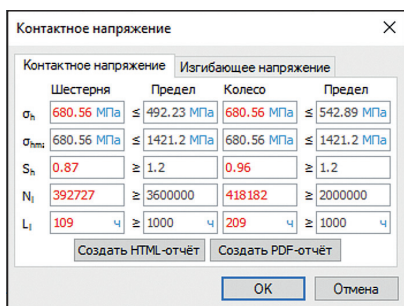 Контактное напряжение
Контактное напряжение Изгибающее напряжение
Шестерня Предел Колесо Предел
σh 680.56 МПа ≤ 492.23 МПа 680.56 МПа ≤ 542.89 МПа
σhma 680.56 МПа ≤ 1421.2 МПа 680.56 МПа ≤ 1421.2 МПа
Sh 0.87 ≥ 1.2 0.96 ≥ 1.2
Nl 392727 ≥ 3600000 418182 ≥ 2000000
Ll 109 ч ≥ 1000 ч 209 ч ≥ 1000 ч
Создать HTML-отчёт Создать PDF-отчёт
OK Отмена